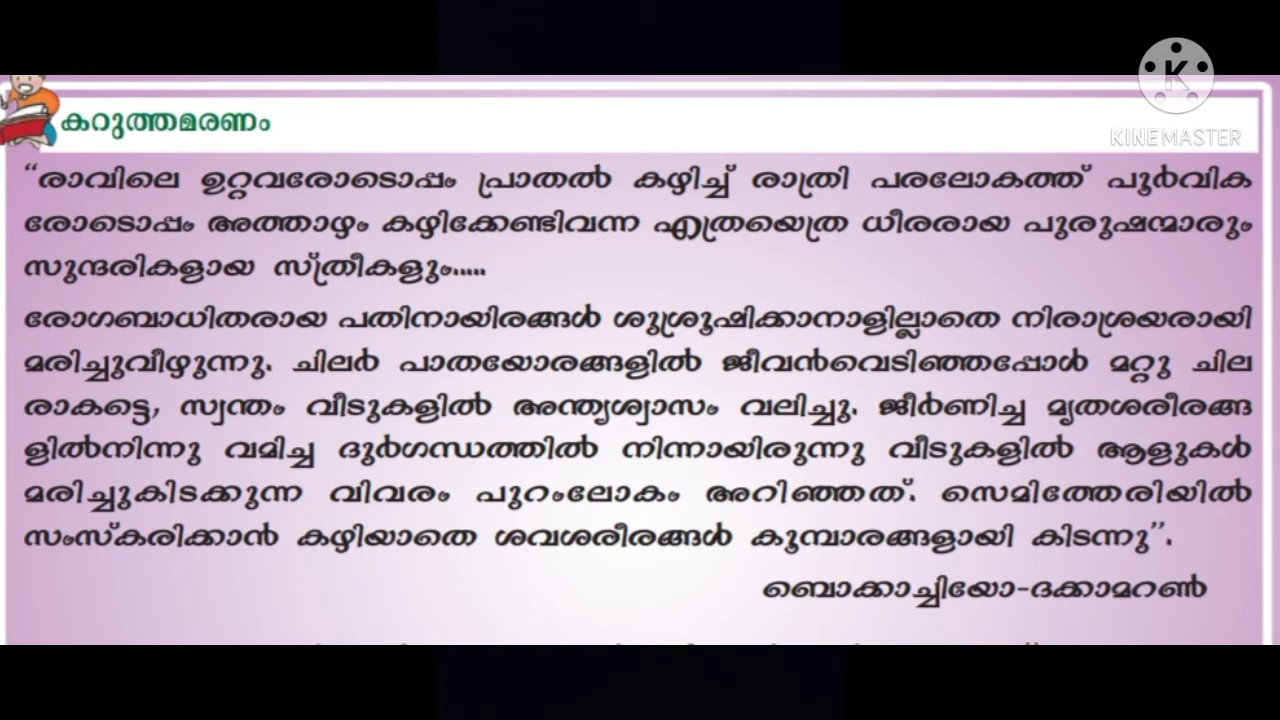 KINEMASTER
കറുത്തമരണം
“രാവിലെ ഉറ്റവരോടൊപ്പം പ്രാതൽ കഴിച്ച് രാത്രി പരലോകത്ത് പൂർവിക
രോടൊപ്പം അത്താഴം കഴിക്കേണ്ടിവന്ന എത്രയെത്ര ധീരരായ പുരുഷന്മാരും
സുന്ദരികളായ സ്ത്രീകളും.....
രോഗബാധിതരായ പതിനായിരങ്ങൾ ശുശ്രൂഷിക്കാനാളില്ലാതെ നിരാശ്രയരായി
മരിച്ചുവീഴുന്നു. ചിലർ പാതയോരങ്ങളിൽ ജീവൻവെടിഞ്ഞപ്പോൾ മറ്റു ചില
രാകട്ടെ, സ്വന്തം വീടുകളിൽ അന്ത്യശ്വാസം വലിച്ചു. ജീർണിച്ച മൃതശരീരങ്ങ
ളിൽനിന്നു വമിച്ച ദുർഗന്ധത്തിൽ നിന്നായിരുന്നു വീടുകളിൽ ആളുകൾ
മരിച്ചുകിടക്കുന്ന വിവരം പുറംലോകം അറിഞ്ഞത്. സെമിത്തേരിയിൽ
സംസ്കരിക്കാൻ കഴിയാതെ ശവശരീരങ്ങൾ കൂമ്പാരങ്ങളായി കിടന്നു”.
ബൊക്കാച്ചിയോ-ദക്കാമറൺ